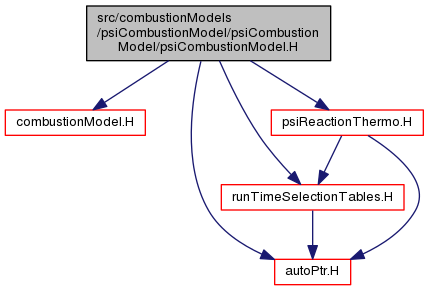 src/combustionModels
/psiCombustionModel/psiCombustion
Model/psiCombustionModel.H
combustionModel.H
psiReactionThermo.H
runTimeSelectionTables.H
autoPtr.H